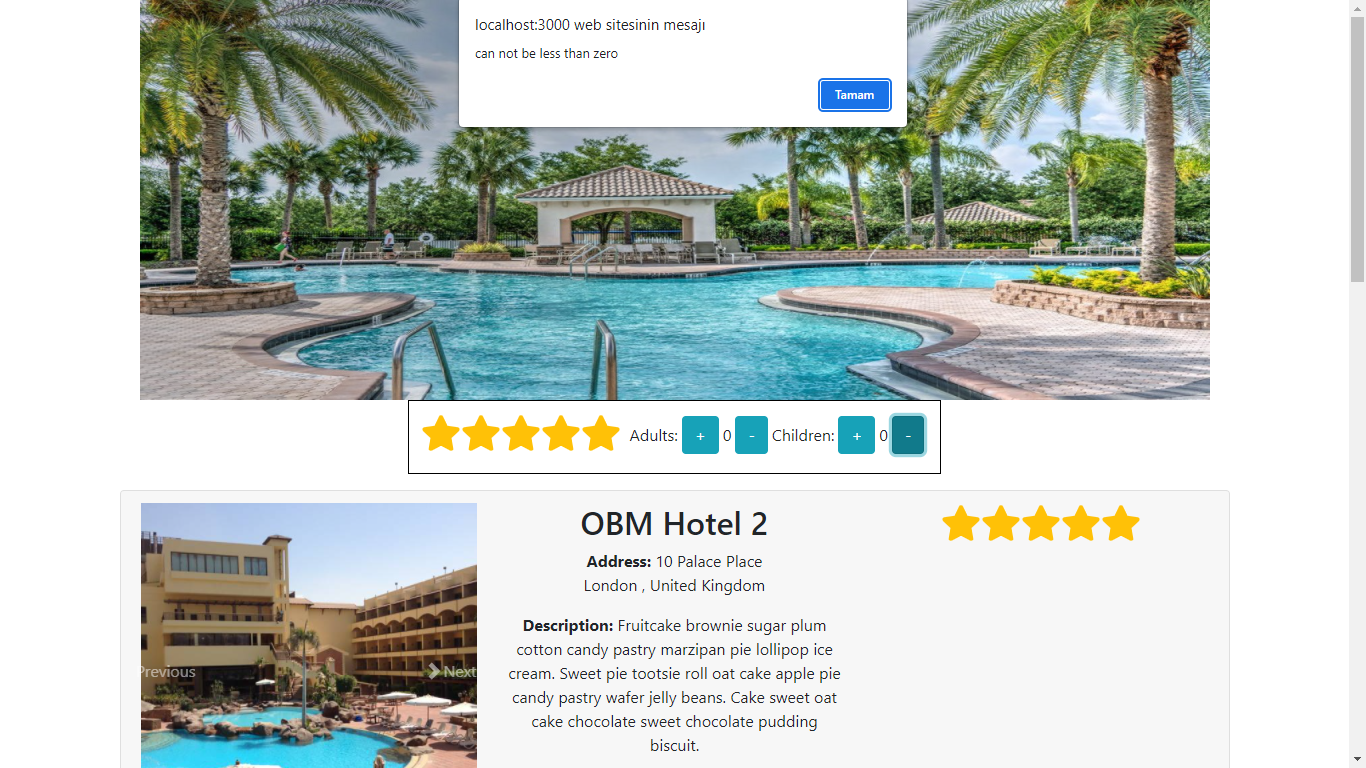 localhost:3000 web sitesinin mesajı
can not be less than zero
Tamam
Adults: + 0 - Children: + 0 -
OBM Hotel 2
Address: 10 Palace Place
London , United Kingdom
Description: Fruitcake brownie sugar plum
cotton candy pastry marzipan pie lollipop ice
cream. Sweet pie tootsie roll oat cake apple pie
candy pastry wafer jelly beans. Cake sweet oat
cake chocolate sweet chocolate pudding
biscuit.
Previous
Next